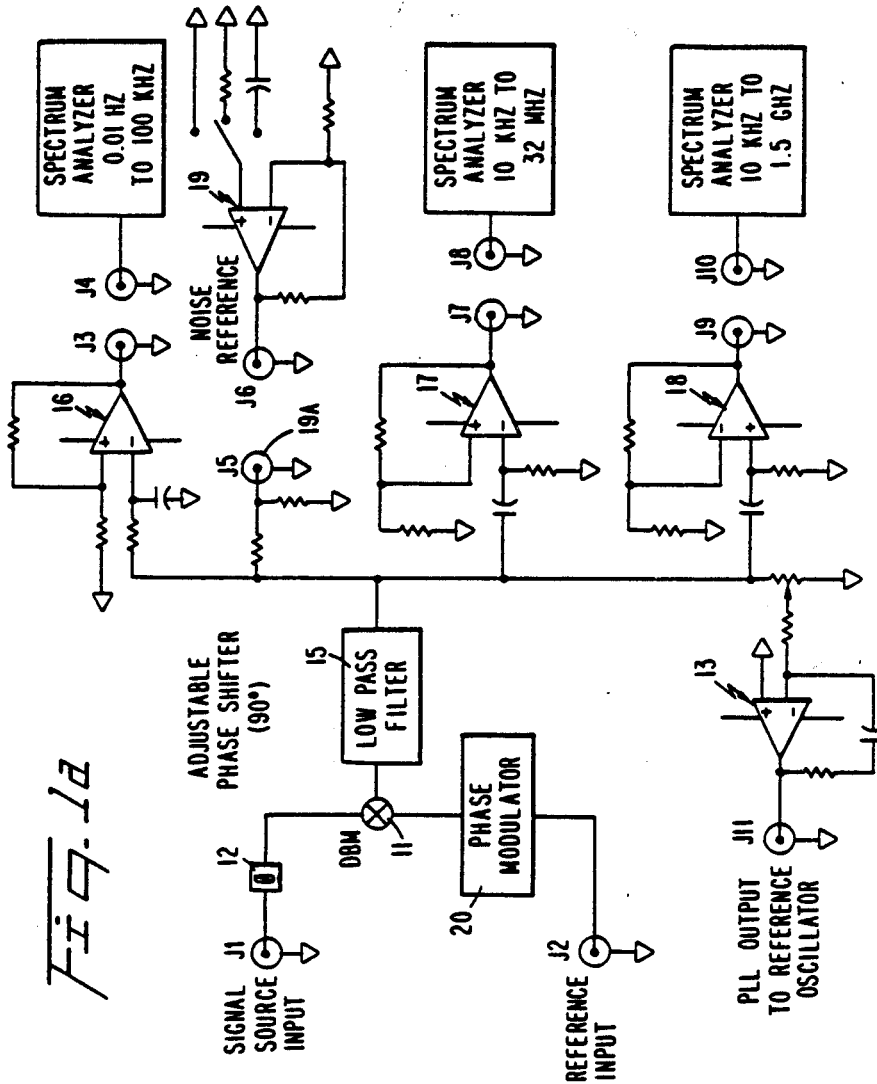 Fig. 1a
SIGNAL
SOURCE
INPUT
J1
12
θ
ADJUSTABLE
PHASE SHIFTER
(90°)
DBM
11
15
LOW PASS
FILTER
20
PHASE
MODULATOR
J2
REFERENCE
INPUT
PLL OUTPUT
TO REFERENCE
OSCILLATOR
J11
13
+
−
16
+
−
J3
J4
SPECTRUM
ANALYZER
0.01 HZ
TO 100 KHZ
J5
19A
NOISE
REFERENCE
J6
19
+
−
17
+
−
J7
J8
SPECTRUM
ANALYZER
10 KHZ TO
32 MHZ
18
+
−
J9
J10
SPECTRUM
ANALYZER
10 KHZ TO
1.5 GHZ